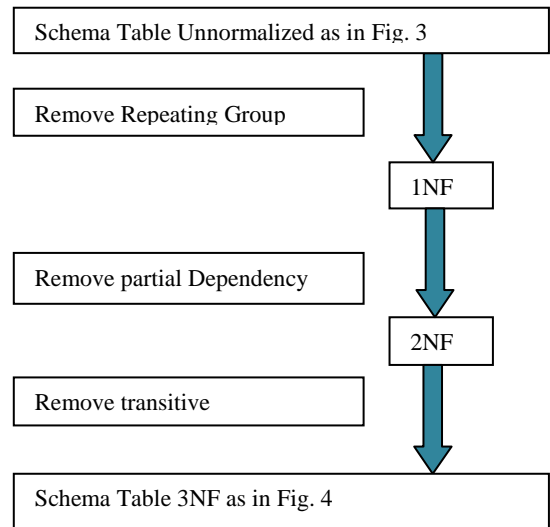 Schema Table Unnormalized as in Fig. 3
Remove Repeating Group
1NF
Remove partial Dependency
2NF
Remove transitive
Schema Table 3NF as in Fig. 4